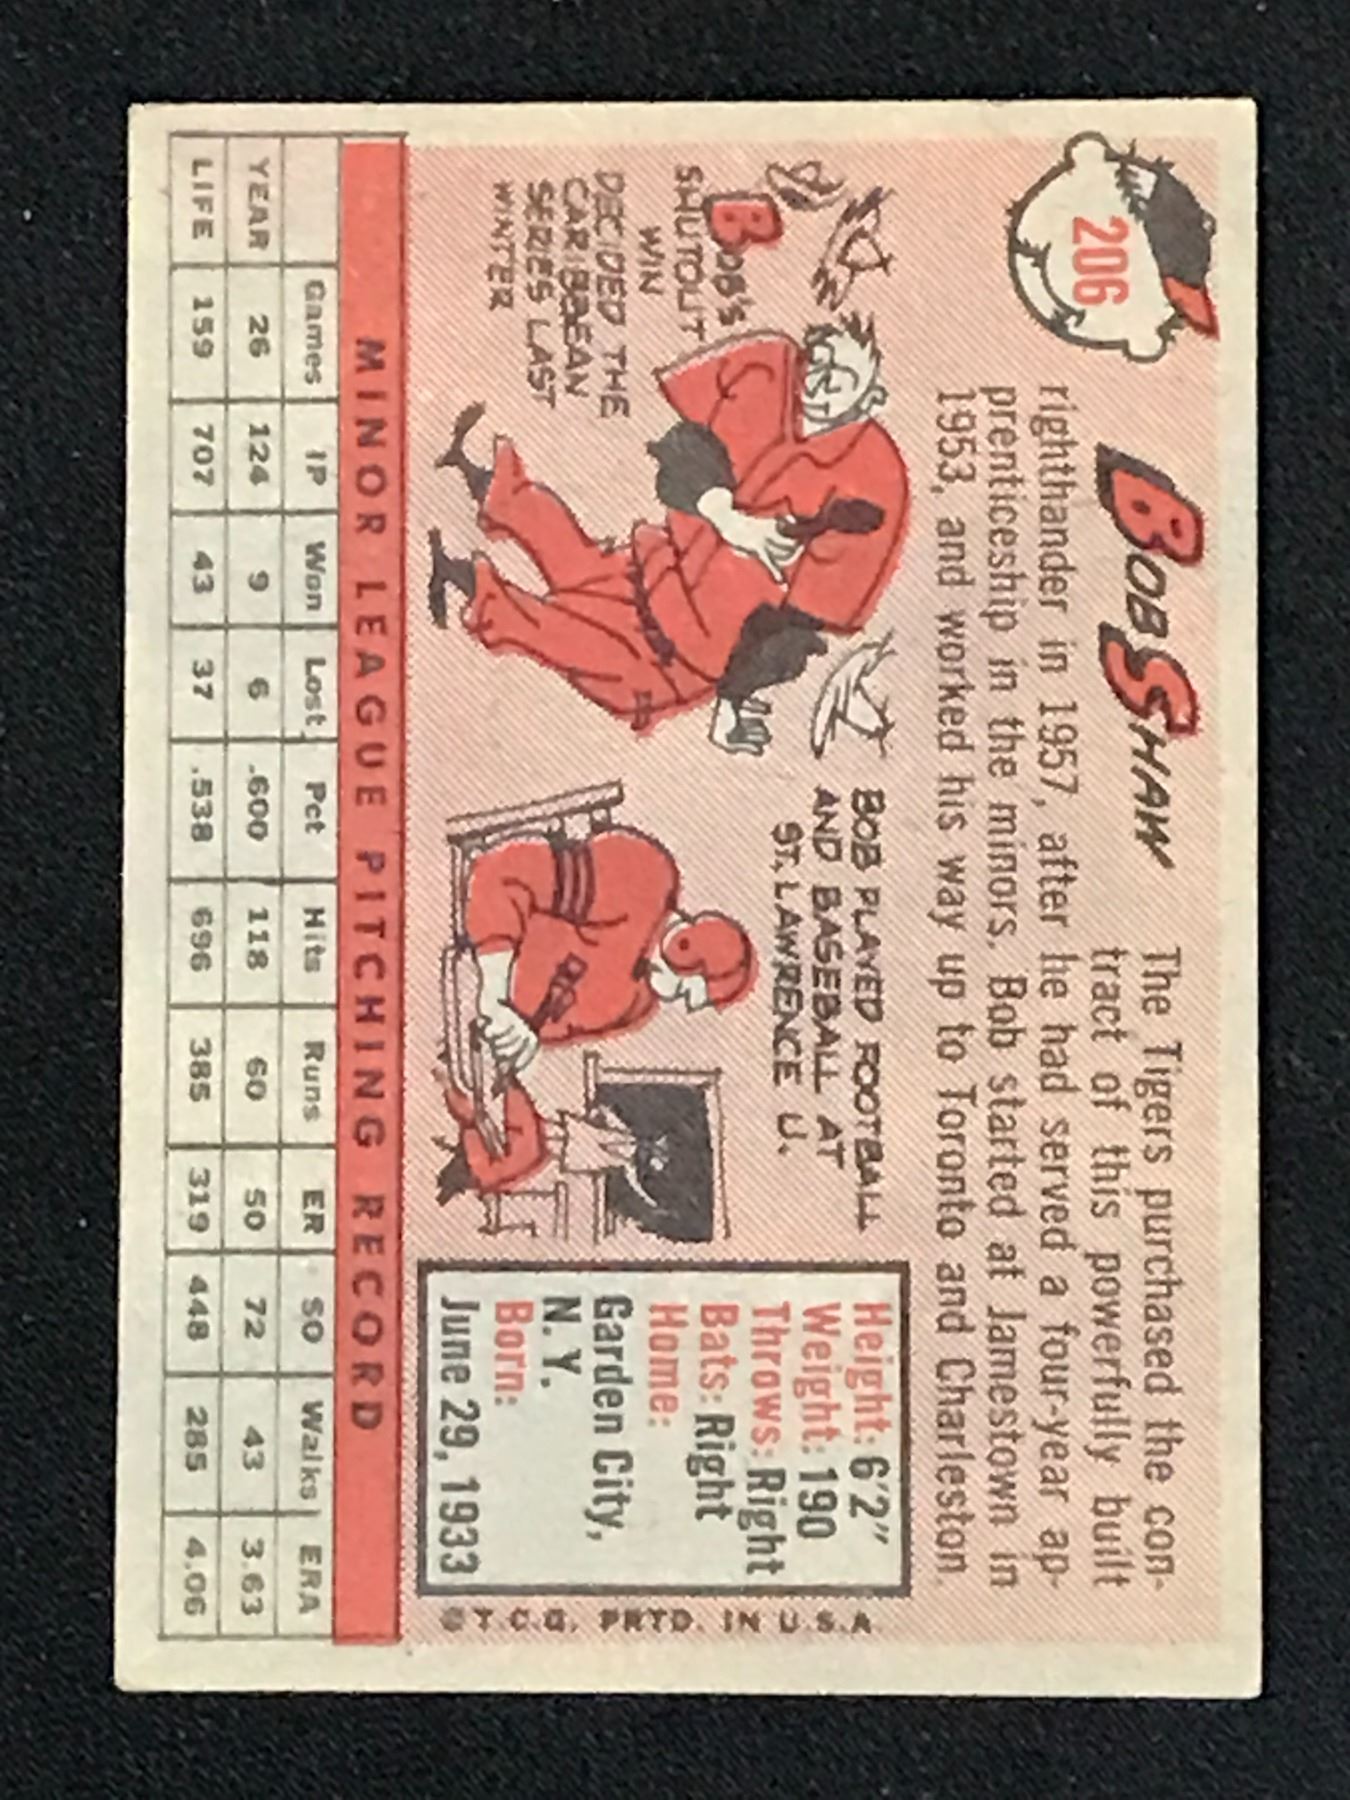 206
BOB SHAW
The Tigers purchased the con-
tract of this powerfully built
righthander in 1957, after he had served a four-year ap-
prenticeship in the minors. Bob started at Jamestown in
1953, and worked his way up to Toronto and Charleston.
BOB'S
SHUTOUT
WIN
DECIDED THE
CARIBBEAN
SERIES LAST
WINTER
BOB PLAYED FOOTBALL
AND BASEBALL AT
ST. LAWRENCE U.
Height: 6'2"
Weight: 190
Throws: Right
Bats: Right
Home:
Garden City,
N. Y.
Born:
June 29, 1933
© T.C.G. PRTD. IN U.S.A.
MINOR LEAGUE PITCHING RECORD
Games IP Won Lost Pct Hits Runs ER SO Walks ERA
YEAR 26 124 9 6 .600 118 60 50 72 43 3.63
LIFE 159 707 43 37 .538 696 385 319 448 285 4.06